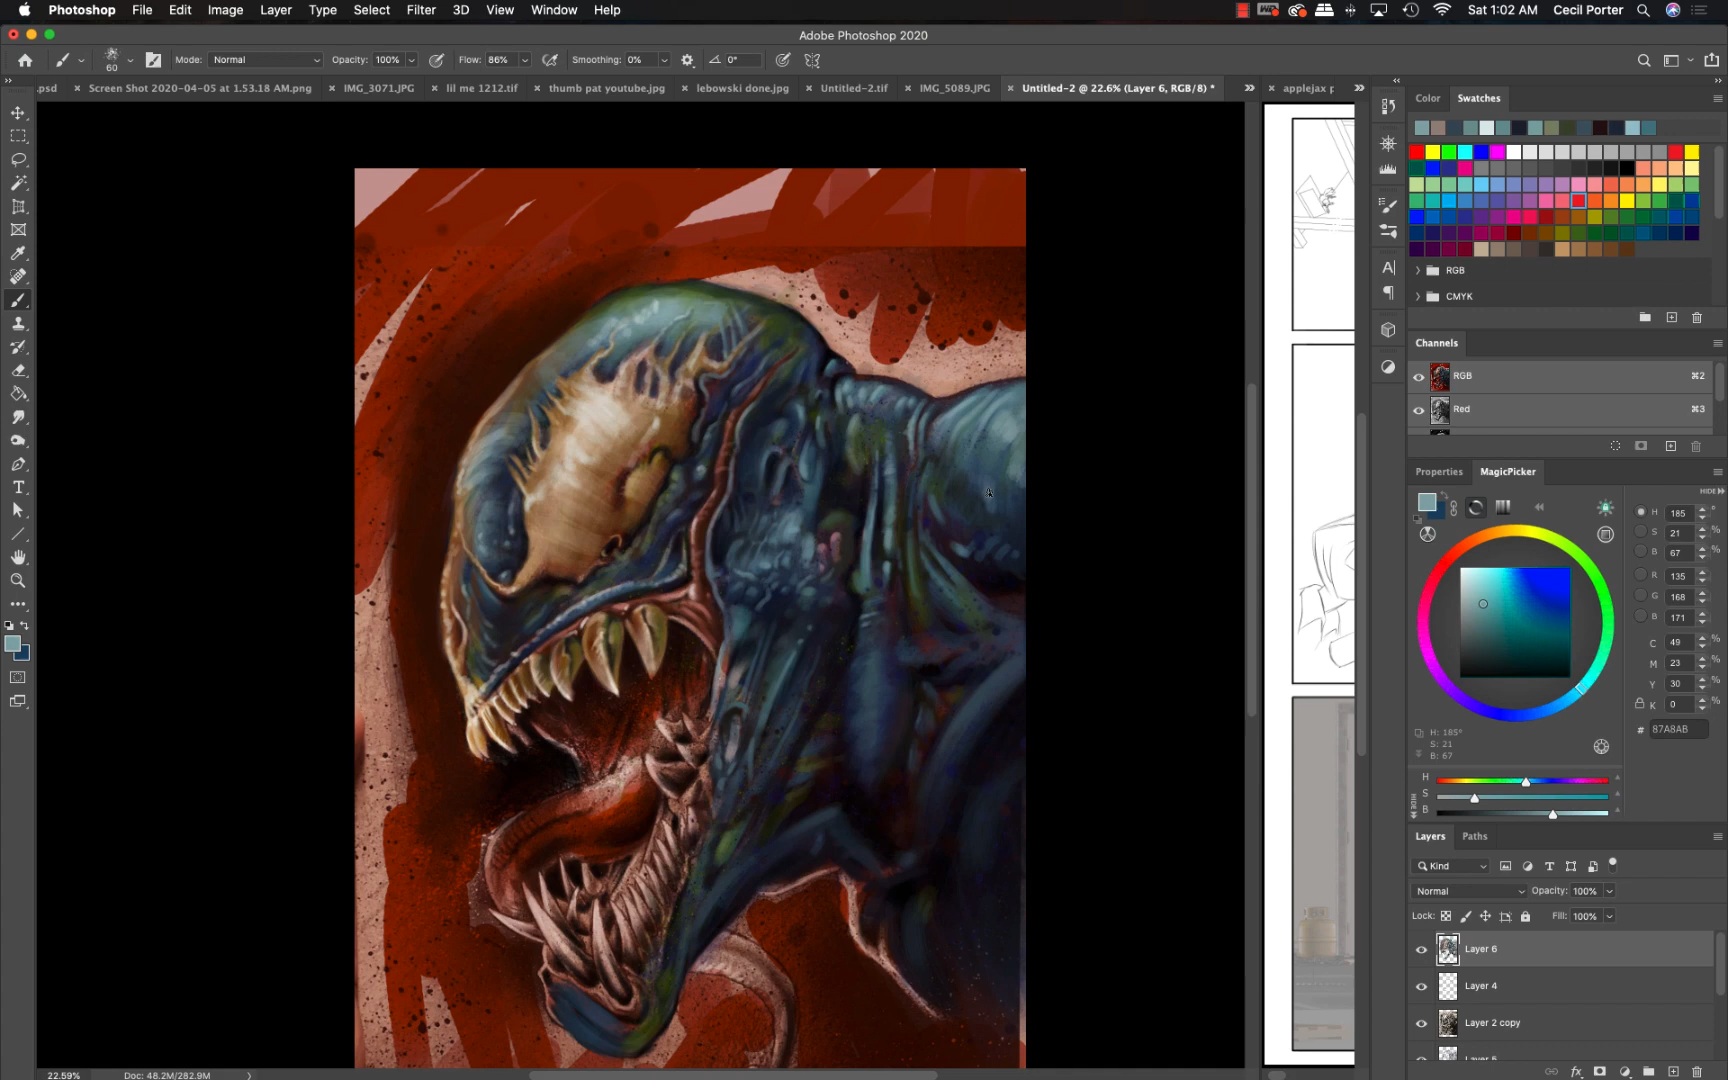 Photoshop File Edit Image Layer Type Select Filter 3D View Window Help Sat 1:02 AM Cecil Porter
Adobe Photoshop 2020
60 Mode: Normal Opacity: 100% Flow: 86% Smoothing: 0% 0°
.psd × Screen Shot 2020-04-05 at 1.53.18 AM.png × IMG_3071.JPG × lil me 1212.tif × thumb pat youtube.jpg × lebowski done.jpg × Untitled-2.tif × IMG_5089.JPG × Untitled-2 @ 22.6% (Layer 6, RGB/8) * × applejax p
Color Swatches
RGB
CMYK
Channels
RGB ⌘2
Red ⌘3
Properties MagicPicker
HIDE
H 185 °
S 21 %
B 67 %
R 135
G 168
B 171
C 49 %
M 23 %
Y 30 %
K 0 %
# 87A8AB
H: 185°
S: 21
B: 67
H
S
B
HIDE
Layers Paths
Kind
Normal Opacity: 100%
Lock: Fill: 100%
Layer 6
Layer 4
Layer 2 copy
Layer 5
22.59% Doc: 48.2M/282.9M